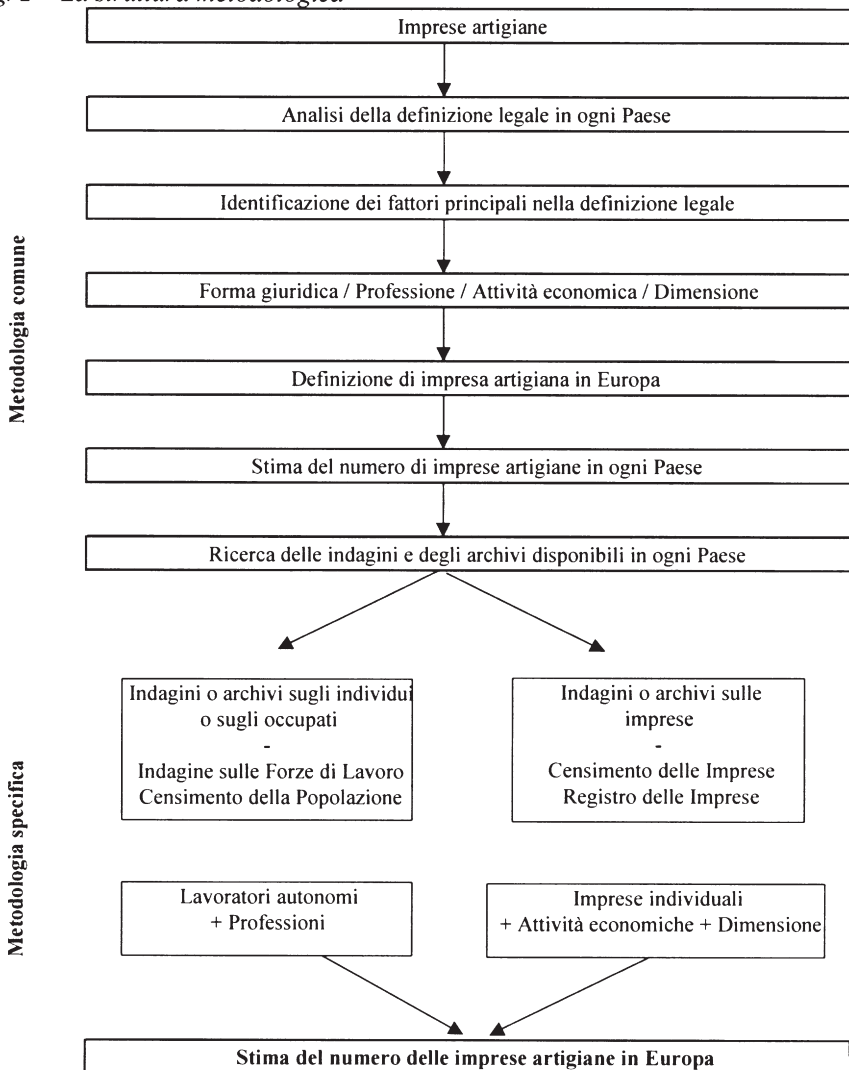 Imprese artigiane
Analisi della definizione legale in ogni Paese
Identificazione dei fattori principali nella definizione legale
Forma giuridica / Professione / Attività economica / Dimensione
Definizione di impresa artigiana in Europa
Stima del numero di imprese artigiane in ogni Paese
Ricerca delle indagini e degli archivi disponibili in ogni Paese
Metodologia comune
Indagini o archivi sugli individui
o sugli occupati
-
Indagine sulle Forze di Lavoro
Censimento della Popolazione
Indagini o archivi sulle
imprese
-
Censimento delle Imprese
Registro delle Imprese
Lavoratori autonomi
+ Professioni
Imprese individuali
+ Attività economiche + Dimensione
Metodologia specifica
Stima del numero delle imprese artigiane in Europa